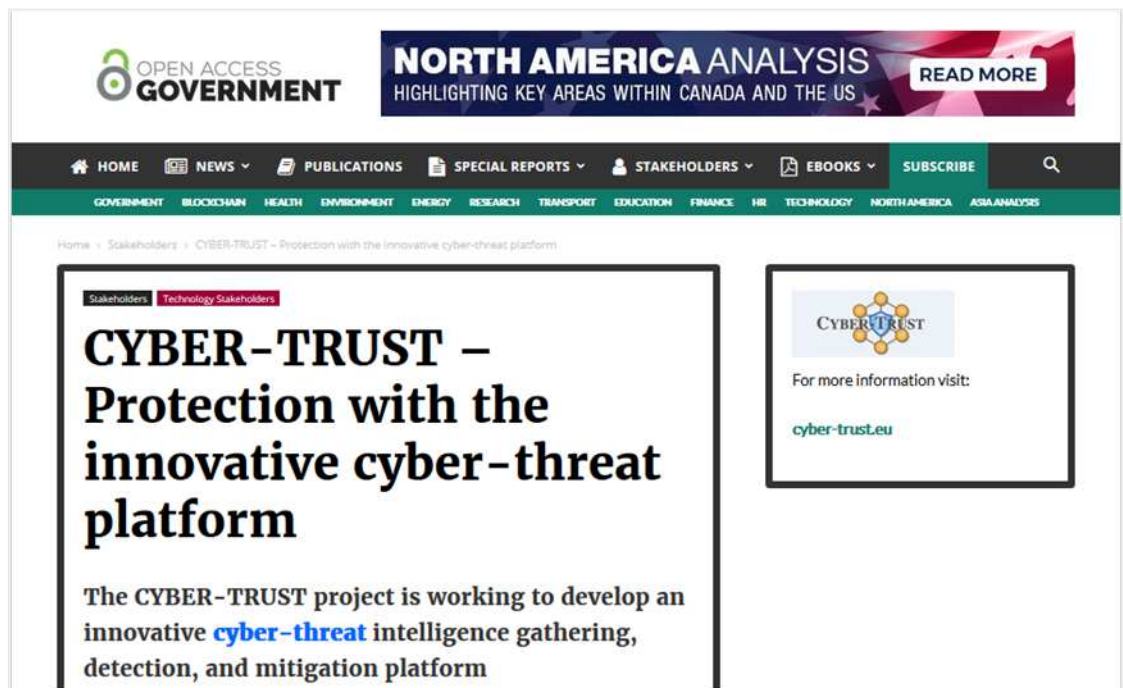 OPEN ACCESS
GOVERNMENT
NORTH AMERICA ANALYSIS
HIGHLIGHTING KEY AREAS WITHIN CANADA AND THE US
READ MORE
HOME NEWS PUBLICATIONS SPECIAL REPORTS STAKEHOLDERS EBOOKS SUBSCRIBE
GOVERNMENT BLOCKCHAIN HEALTH ENVIRONMENT ENERGY RESEARCH TRANSPORT EDUCATION FINANCE HR TECHNOLOGY NORTH AMERICA ASIA ANALYSIS
Home › Stakeholders › CYBER-TRUST – Protection with the innovative cyber-threat platform
Stakeholders Technology Stakeholders
CYBER-TRUST –
Protection with the
innovative cyber-threat
platform
The CYBER-TRUST project is working to develop an
innovative cyber-threat intelligence gathering,
detection, and mitigation platform
CYBER-TRUST
For more information visit:
cyber-trust.eu